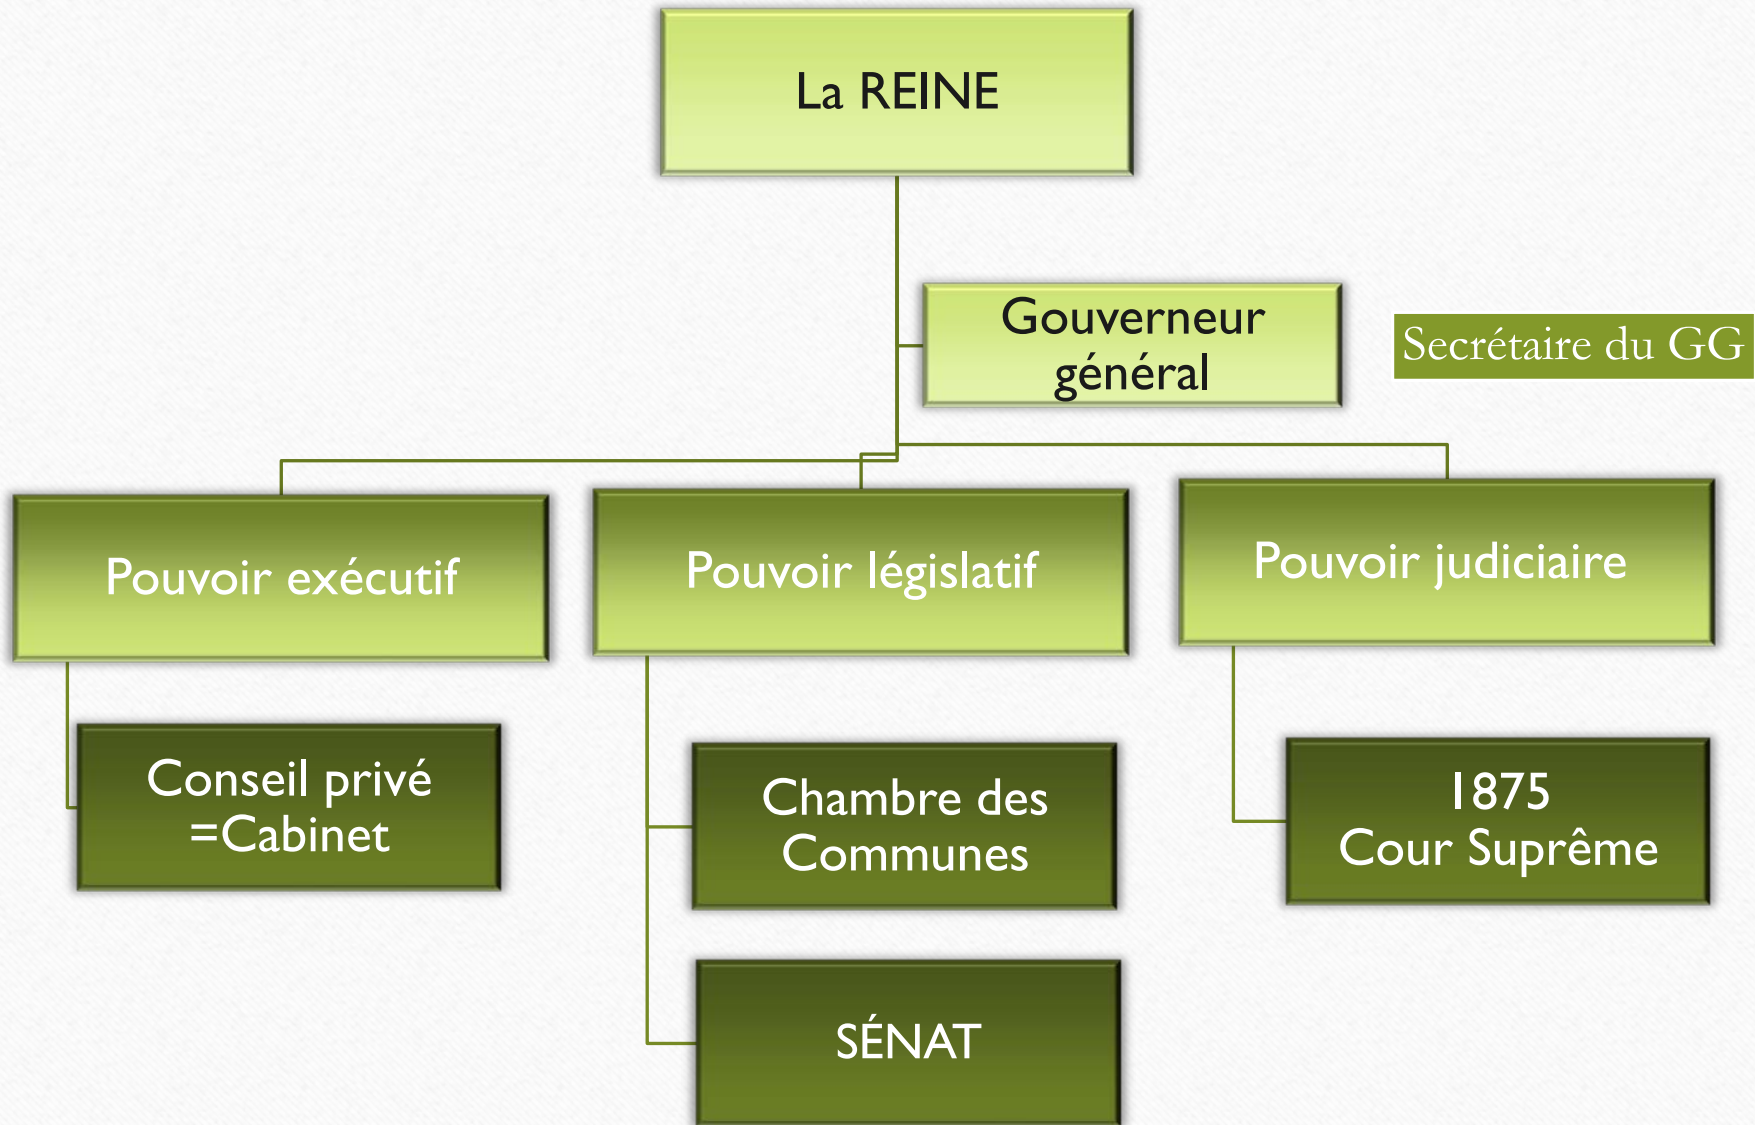 La REINE
Gouverneur
général
Secrétaire du GG
Pouvoir exécutif
Pouvoir législatif
Pouvoir judiciaire
Conseil privé
=Cabinet
Chambre des
Communes
1875
Cour Suprême
SÉNAT